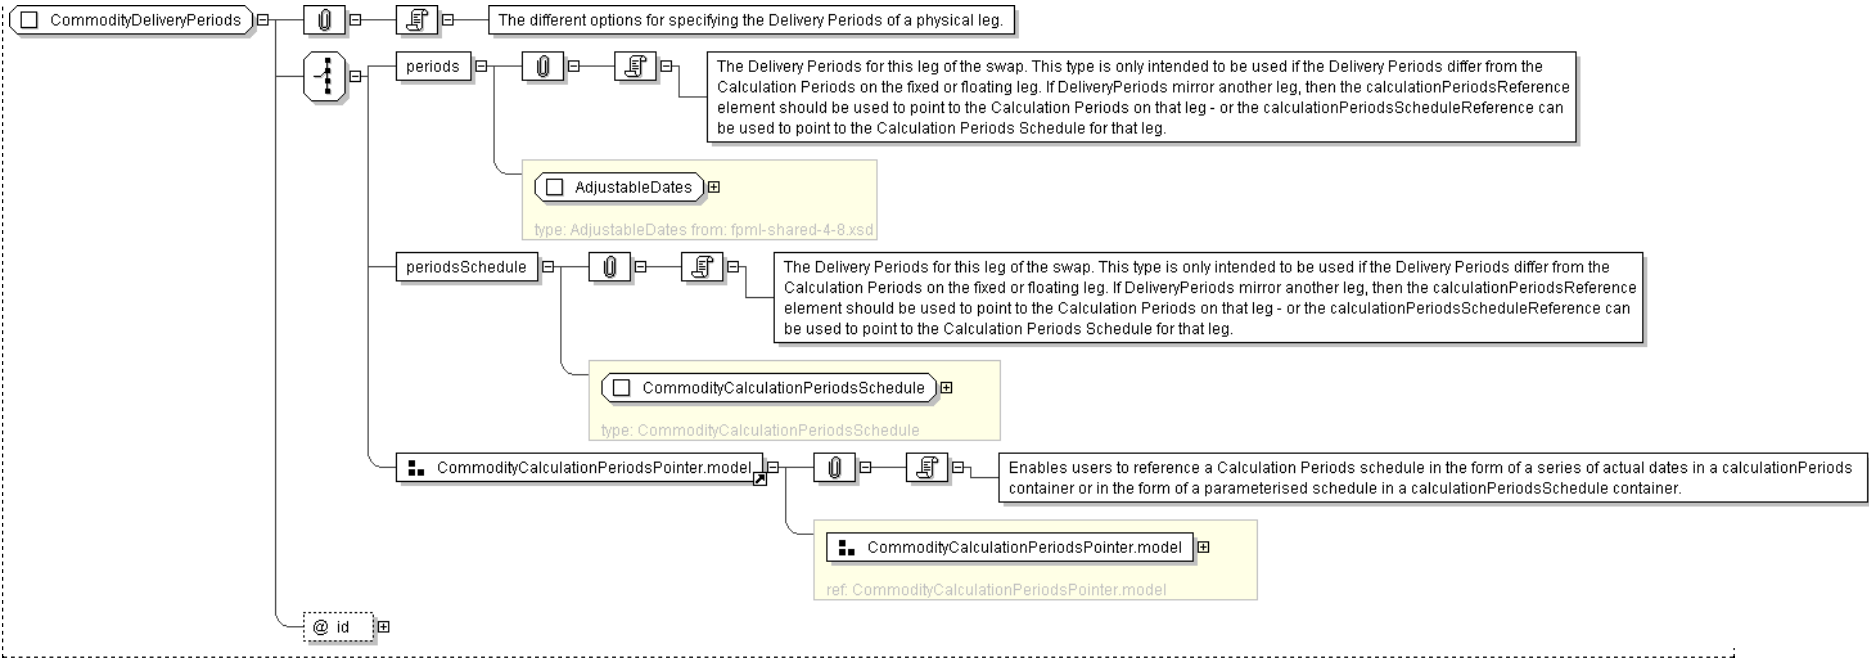 CommodityDeliveryPeriods
The different options for specifying the Delivery Periods of a physical leg.
periods
The Delivery Periods for this leg of the swap. This type is only intended to be used if the Delivery Periods differ from the
Calculation Periods on the fixed or floating leg. If DeliveryPeriods mirror another leg, then the calculationPeriodsReference
element should be used to point to the Calculation Periods on that leg - or the calculationPeriodsScheduleReference can
be used to point to the Calculation Periods Schedule for that leg.
AdjustableDates
type: AdjustableDates from: fpml-shared-4-8.xsd
periodsSchedule
The Delivery Periods for this leg of the swap. This type is only intended to be used if the Delivery Periods differ from the
Calculation Periods on the fixed or floating leg. If DeliveryPeriods mirror another leg, then the calculationPeriodsReference
element should be used to point to the Calculation Periods on that leg - or the calculationPeriodsScheduleReference can
be used to point to the Calculation Periods Schedule for that leg.
CommodityCalculationPeriodsSchedule
type: CommodityCalculationPeriodsSchedule
CommodityCalculationPeriodsPointer.model
Enables users to reference a Calculation Periods schedule in the form of a series of actual dates in a calculationPeriods
container or in the form of a parameterised schedule in a calculationPeriodsSchedule container.
CommodityCalculationPeriodsPointer.model
ref: CommodityCalculationPeriodsPointer.model
@ id